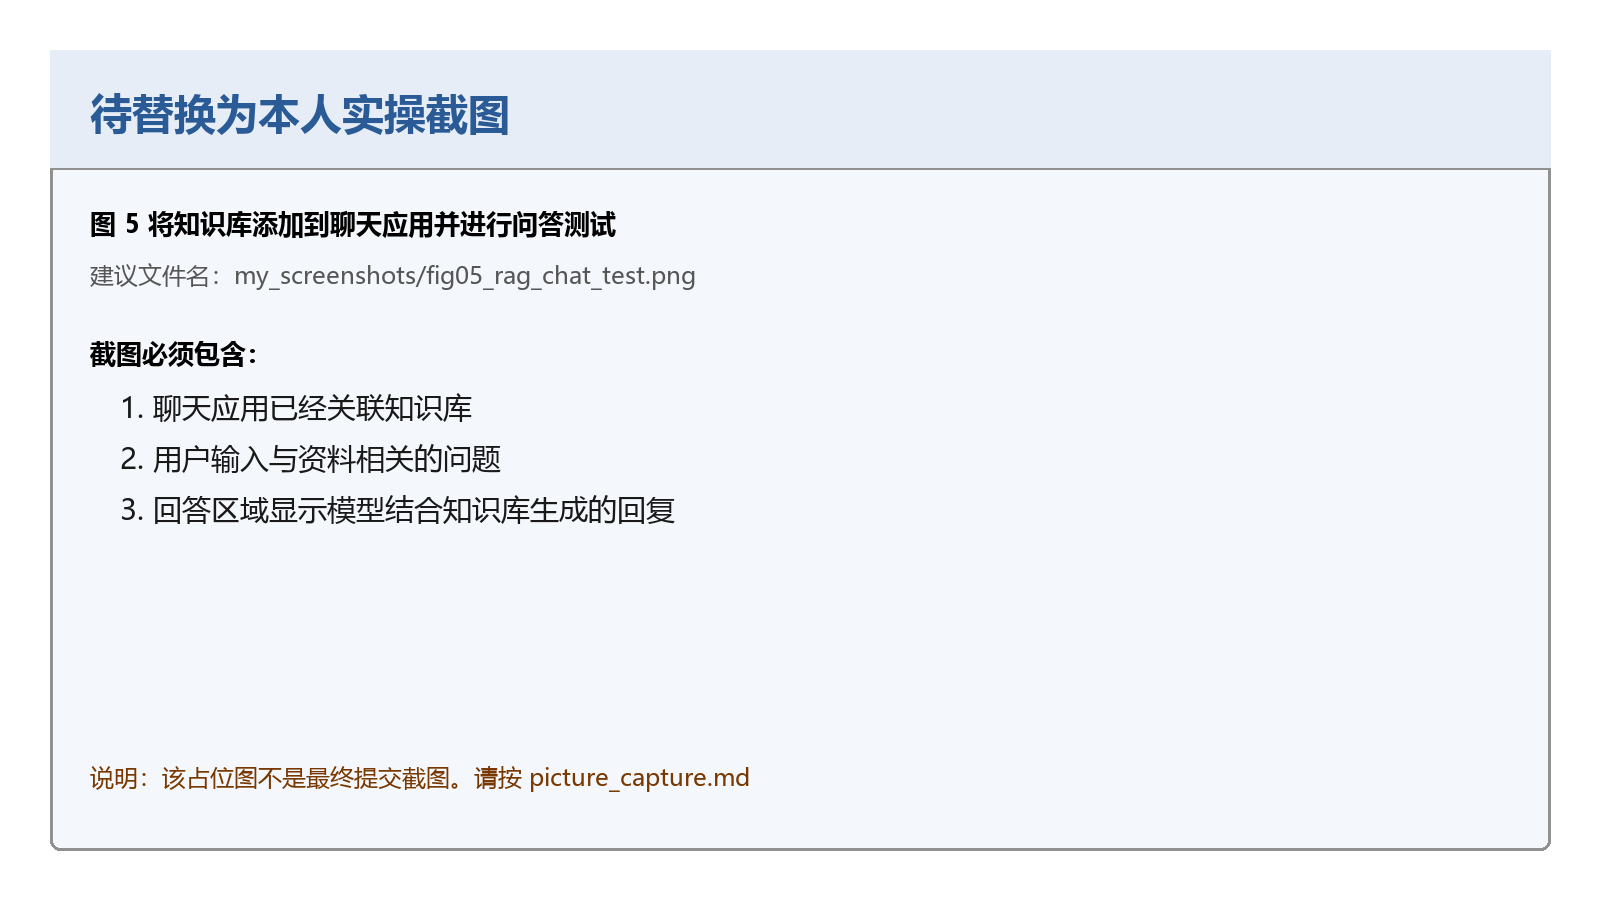 待替换为本人实操截图
图 5 将知识库添加到聊天应用并进行问答测试
建议文件名：my_screenshots/fig05_rag_chat_test.png
截图必须包含：
1. 聊天应用已经关联知识库
2. 用户输入与资料相关的问题
3. 回答区域显示模型结合知识库生成的回复
说明：该占位图不是最终提交截图。请按 picture_capture.md